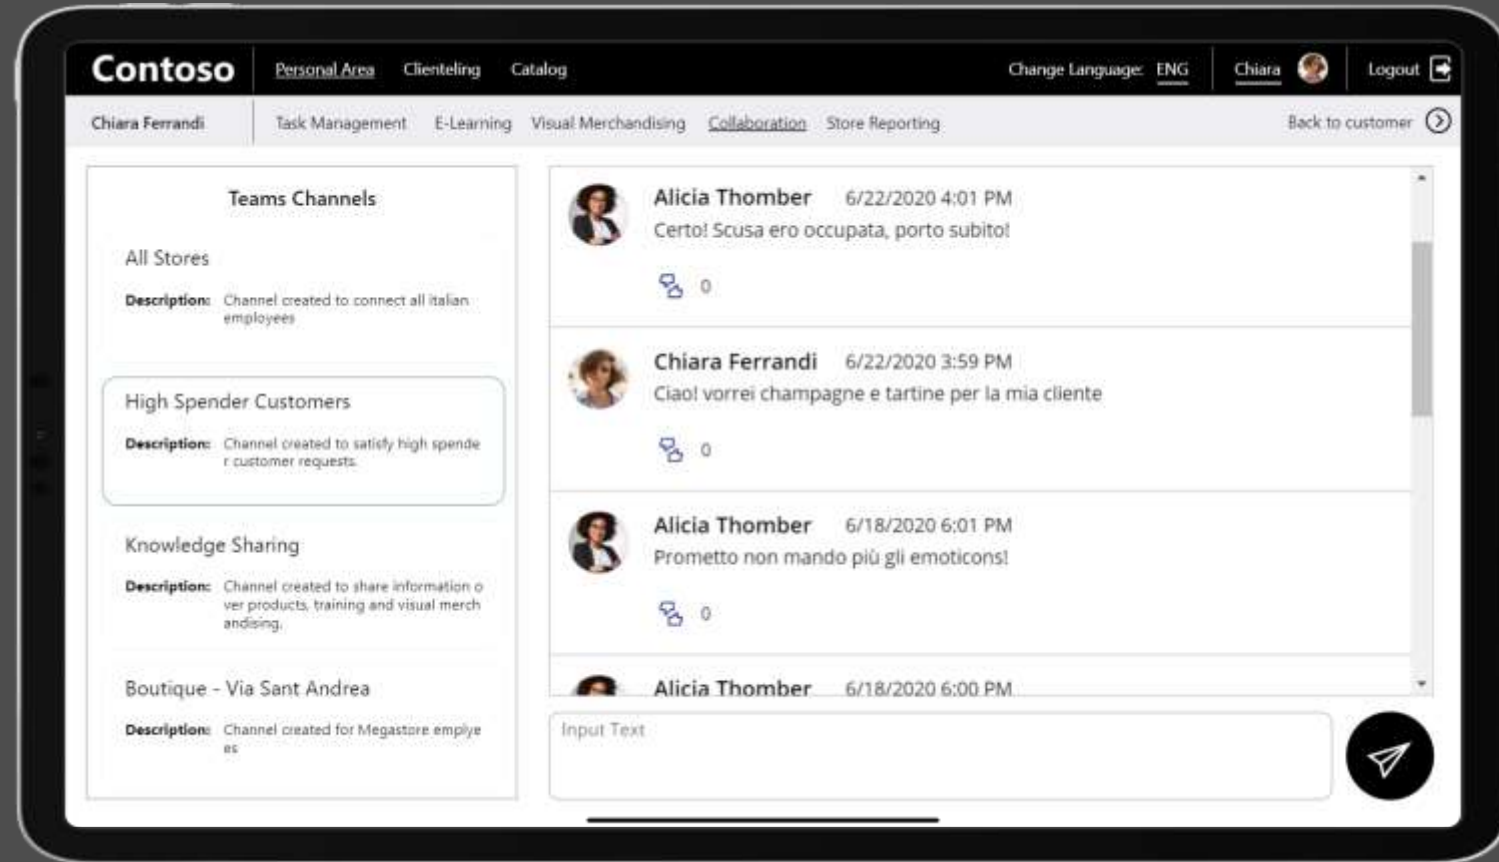 Contoso
Personal Area
Clienteling
Catalog
Change Language: ENG
Chiara
Logout
Chiara Ferrandi
Task Management
E-Learning
Visual Merchandising
Collaboration
Store Reporting
Back to customer
Teams Channels
All Stores
Description: Channel created to connect all italian
employees
High Spender Customers
Description: Channel created to satisfy high spende
r customer requests.
Knowledge Sharing
Description: Channel created to share information o
ver products, training and visual merch
andising.
Boutique - Via Sant Andrea
Description: Channel created for Megastore emplye
es
Alicia Thomber 6/22/2020 4:01 PM
Certo! Scusa ero occupata, porto subito!
0
Chiara Ferrandi 6/22/2020 3:59 PM
Ciao! vorrei champagne e tartine per la mia cliente
0
Alicia Thomber 6/18/2020 6:01 PM
Prometto non mando più gli emoticons!
0
Alicia Thomber 6/18/2020 6:00 PM
Input Text